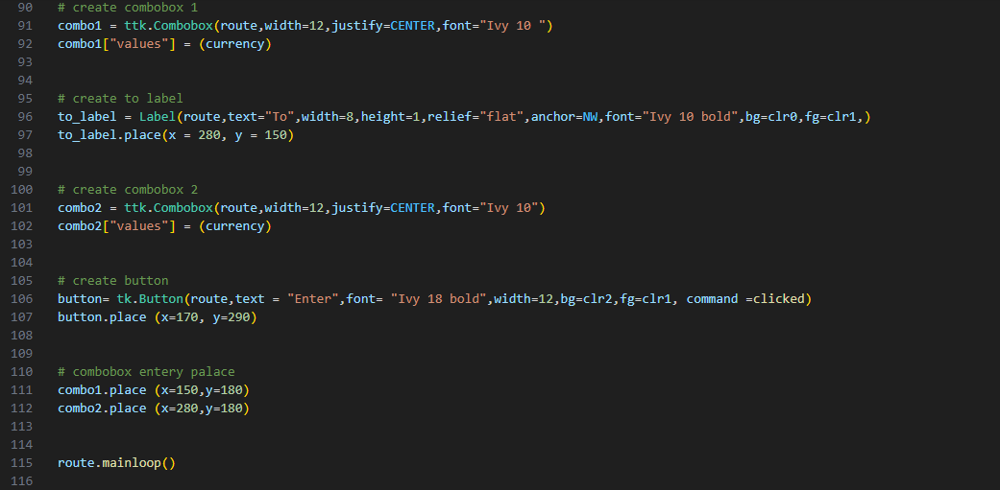 90 # create combobox 1
91 combo1 = ttk.Combobox(route,width=12,justify=CENTER,font="Ivy 10 ")
92 combo1["values"] = (currency)
93
94
95 # create to label
96 to_label = Label(route,text="To",width=8,height=1,relief="flat",anchor=NW,font="Ivy 10 bold",bg=clr0,fg=clr1,)
97 to_label.place(x = 280, y = 150)
98
99
100 # create combobox 2
101 combo2 = ttk.Combobox(route,width=12,justify=CENTER,font="Ivy 10")
102 combo2["values"] = (currency)
103
104
105 # create button
106 button= tk.Button(route,text = "Enter",font= "Ivy 18 bold",width=12,bg=clr2,fg=clr1, command =clicked)
107 button.place (x=170, y=290)
108
109
110 # combobox entery palace
111 combo1.place (x=150,y=180)
112 combo2.place (x=280,y=180)
113
114
115 route.mainloop()
116